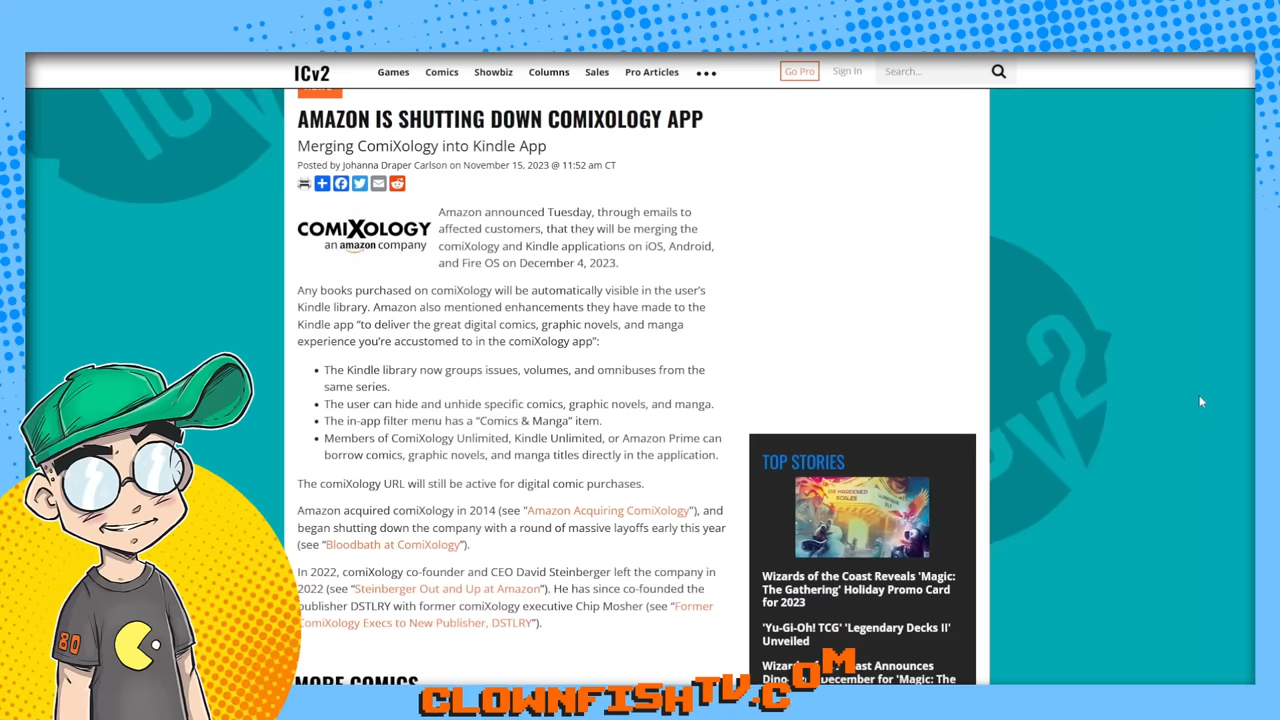 ICv2
Games Comics Showbiz Columns Sales Pro Articles •••
Go Pro Sign In Search...
AMAZON IS SHUTTING DOWN COMIXOLOGY APP
Merging ComiXology into Kindle App
Posted by Johanna Draper Carlson on November 15, 2023 @ 11:52 am CT
COMIXOLOGY
an amazon company
Amazon announced Tuesday, through emails to
affected customers, that they will be merging the
comiXology and Kindle applications on iOS, Android,
and Fire OS on December 4, 2023.
Any books purchased on comiXology will be automatically visible in the user's
Kindle library. Amazon also mentioned enhancements they have made to the
Kindle app "to deliver the great digital comics, graphic novels, and manga
experience you're accustomed to in the comiXology app":
• The Kindle library now groups issues, volumes, and omnibuses from the
same series.
• The user can hide and unhide specific comics, graphic novels, and manga.
• The in-app filter menu has a "Comics & Manga" item.
• Members of ComiXology Unlimited, Kindle Unlimited, or Amazon Prime can
borrow comics, graphic novels, and manga titles directly in the application.
The comiXology URL will still be active for digital comic purchases.
Amazon acquired comiXology in 2014 (see "Amazon Acquiring ComiXology"), and
began shutting down the company with a round of massive layoffs early this year
(see "Bloodbath at ComiXology").
In 2022, comiXology co-founder and CEO David Steinberger left the company in
2022 (see "Steinberger Out and Up at Amazon"). He has since co-founded the
publisher DSTLRY with former comiXology executive Chip Mosher (see "Former
ComiXology Execs to New Publisher, DSTLRY").
MORE COMICS
TOP STORIES
Wizards of the Coast Reveals 'Magic:
The Gathering' Holiday Promo Card
for 2023
'Yu-Gi-Oh! TCG' 'Legendary Decks II'
Unveiled
Announces
December for 'Magic: The
80
CLOWNFISHTV.COM